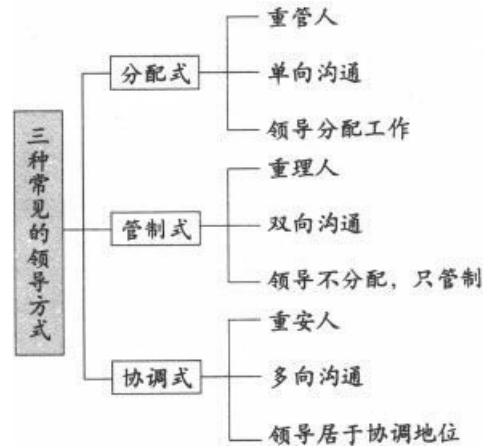 三种常见的领导方式
分配式
重管人
单向沟通
领导分配工作
管制式
重理人
双向沟通
领导不分配，只管制
协调式
重安人
多向沟通
领导居于协调地位